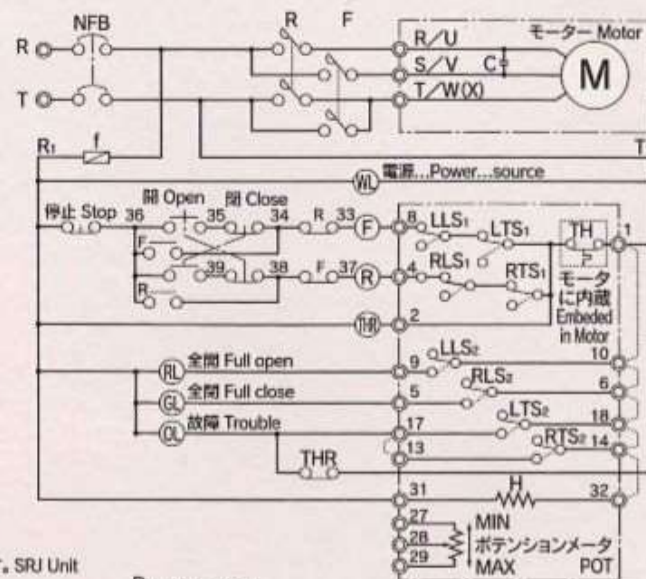 NFB
R F
R
R/U
モーター Motor
S/V
C
M
T
T/W(X)
R₁
f
T
WL 電源...Power...source
停止 Stop
開 Open
閉 Close
36 35 34 R 33 F
8 LLS₁
LTS₁
TH
1
F
39 38 F 37 R
4 RLS₁
RTS₁
R
モータ
に内蔵
Embeded
in Motor
THR
2
RL 全開 Full open
9 LLS₂
10
GL 全閉 Full close
5 RLS₂
6
OL 故障 Trouble
17 LTS₂
18
13 RTS₂
14
THR
31 H 32
27 MIN
28 ポテンションメータ
29 MAX POT
す。SRJ Unit